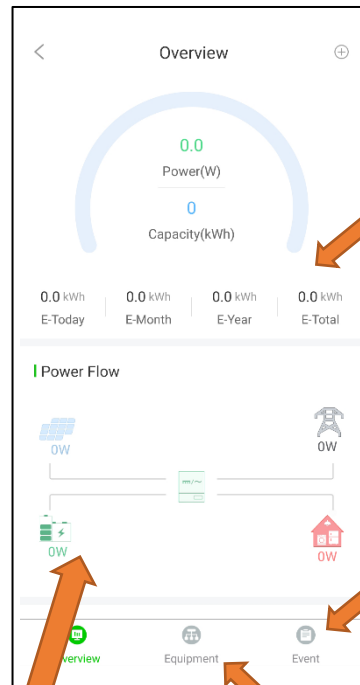 Overview
0.0
Power(W)
0
Capacity(kWh)
0.0 kWh 0.0 kWh 0.0 kWh 0.0 kWh
E-Today E-Month E-Year E-Total
Power Flow
0W 0W
0W 0W
Equipment Event